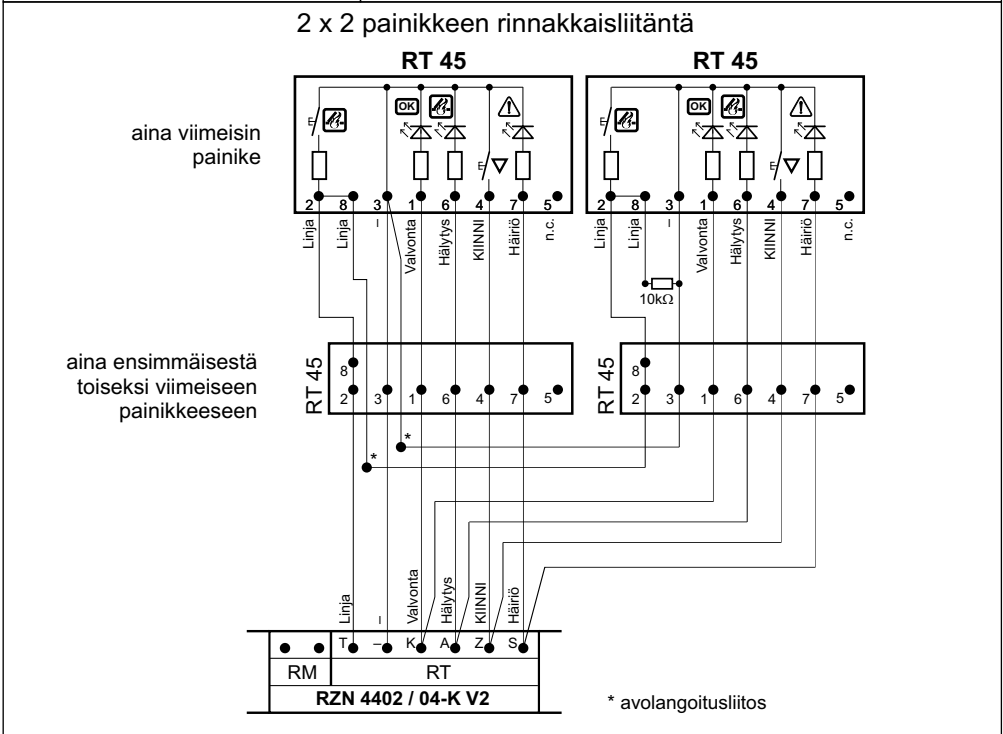 2 x 2 painikkeen rinnakkaisliitäntä
RT 45
RT 45
OK
OK
aina viimeisin
painike
2 8 3 1 6 4 7 5
2 8 3 1 6 4 7 5
Linja
Linja
–
Valvonta
Hälytys
KIINNI
Häiriö
n.c.
Linja
Linja
–
Valvonta
Hälytys
KIINNI
Häiriö
n.c.
10kΩ
aina ensimmäisestä
toiseksi viimeiseen
painikkeeseen
RT 45
8
2 3 1 6 4 7 5
RT 45
8
2 3 1 6 4 7 5
*
*
Linja
–
Valvonta
Hälytys
KIINNI
Häiriö
T – K A Z S
RM
RT
RZN 4402 / 04-K V2
* avolangoitusliitos